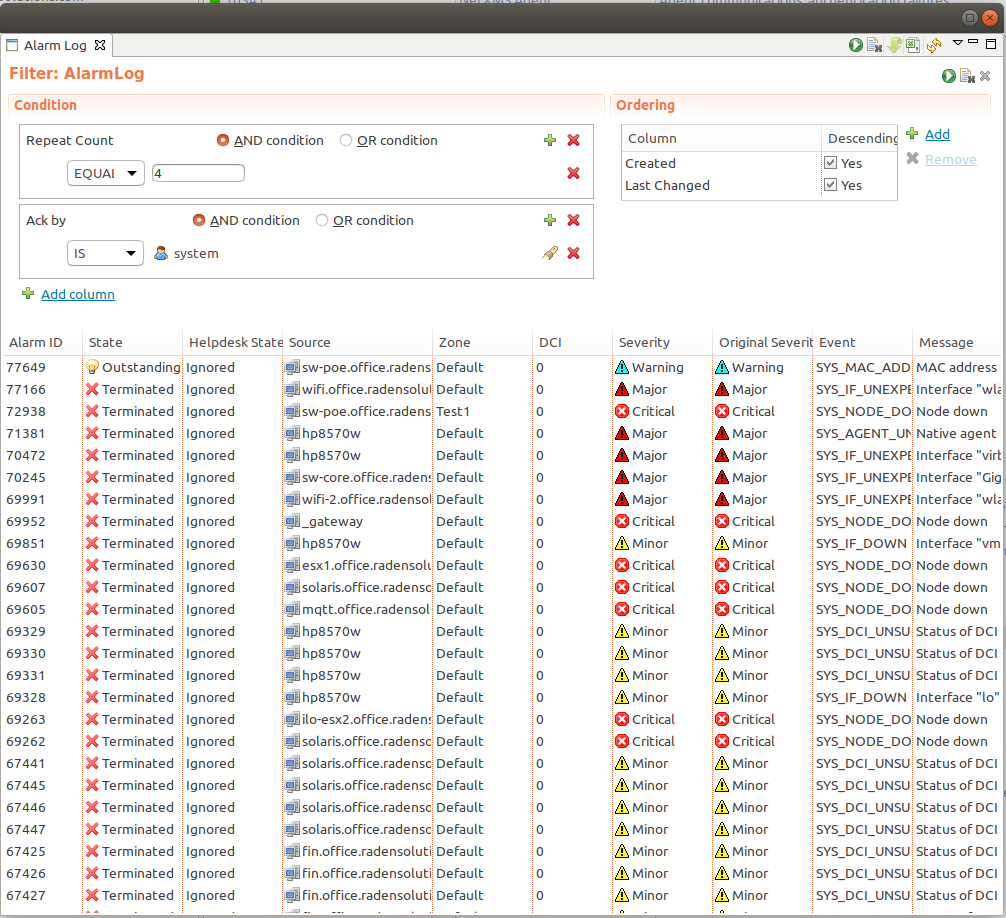 Alarm Log
Filter: AlarmLog
Condition
Repeat Count AND condition OR condition
EQUAL 4
Ack by AND condition OR condition
IS system
Add column
Ordering
Column Descending
Created Yes
Last Changed Yes
Add
Remove
Alarm ID State Helpdesk State Source Zone DCI Severity Original Severit Event Message
77649 Outstanding Ignored sw-poe.office.radens Default 0 Warning Warning SYS_MAC_ADD MAC address
77166 Terminated Ignored wifi.office.radensolut Default 0 Major Major SYS_IF_UNEXPE Interface "wla
72938 Terminated Ignored sw-poe.office.radens Test1 0 Critical Critical SYS_NODE_DO Node down
71381 Terminated Ignored hp8570w Default 0 Major Major SYS_AGENT_UN Native agent
70472 Terminated Ignored hp8570w Default 0 Major Major SYS_IF_UNEXPE Interface "virt
70245 Terminated Ignored sw-core.office.radens Default 0 Major Major SYS_IF_UNEXPE Interface "Gig
69991 Terminated Ignored wifi-2.office.radensol Default 0 Major Major SYS_IF_UNEXPE Interface "wla
69952 Terminated Ignored _gateway Default 0 Critical Critical SYS_NODE_DO Node down
69851 Terminated Ignored hp8570w Default 0 Minor Minor SYS_IF_DOWN Interface "vm
69630 Terminated Ignored esx1.office.radensolu Default 0 Critical Critical SYS_NODE_DO Node down
69607 Terminated Ignored solaris.office.radenso Default 0 Critical Critical SYS_NODE_DO Node down
69605 Terminated Ignored mqtt.office.radensol Default 0 Critical Critical SYS_NODE_DO Node down
69329 Terminated Ignored hp8570w Default 0 Minor Minor SYS_DCI_UNSU Status of DCI
69330 Terminated Ignored hp8570w Default 0 Minor Minor SYS_DCI_UNSU Status of DCI
69331 Terminated Ignored hp8570w Default 0 Minor Minor SYS_DCI_UNSU Status of DCI
69328 Terminated Ignored hp8570w Default 0 Minor Minor SYS_IF_DOWN Interface "lo"
69263 Terminated Ignored ilo-esx2.office.radens Default 0 Critical Critical SYS_NODE_DO Node down
69262 Terminated Ignored solaris.office.radenso Default 0 Critical Critical SYS_NODE_DO Node down
67441 Terminated Ignored solaris.office.radenso Default 0 Minor Minor SYS_DCI_UNSU Status of DCI
67445 Terminated Ignored solaris.office.radenso Default 0 Minor Minor SYS_DCI_UNSU Status of DCI
67446 Terminated Ignored solaris.office.radenso Default 0 Minor Minor SYS_DCI_UNSU Status of DCI
67447 Terminated Ignored solaris.office.radenso Default 0 Minor Minor SYS_DCI_UNSU Status of DCI
67425 Terminated Ignored fin.office.radensoluti Default 0 Minor Minor SYS_DCI_UNSU Status of DCI
67426 Terminated Ignored fin.office.radensoluti Default 0 Minor Minor SYS_DCI_UNSU Status of DCI
67427 Terminated Ignored fin.office.radensoluti Default 0 Minor Minor SYS_DCI_UNSU Status of DCI